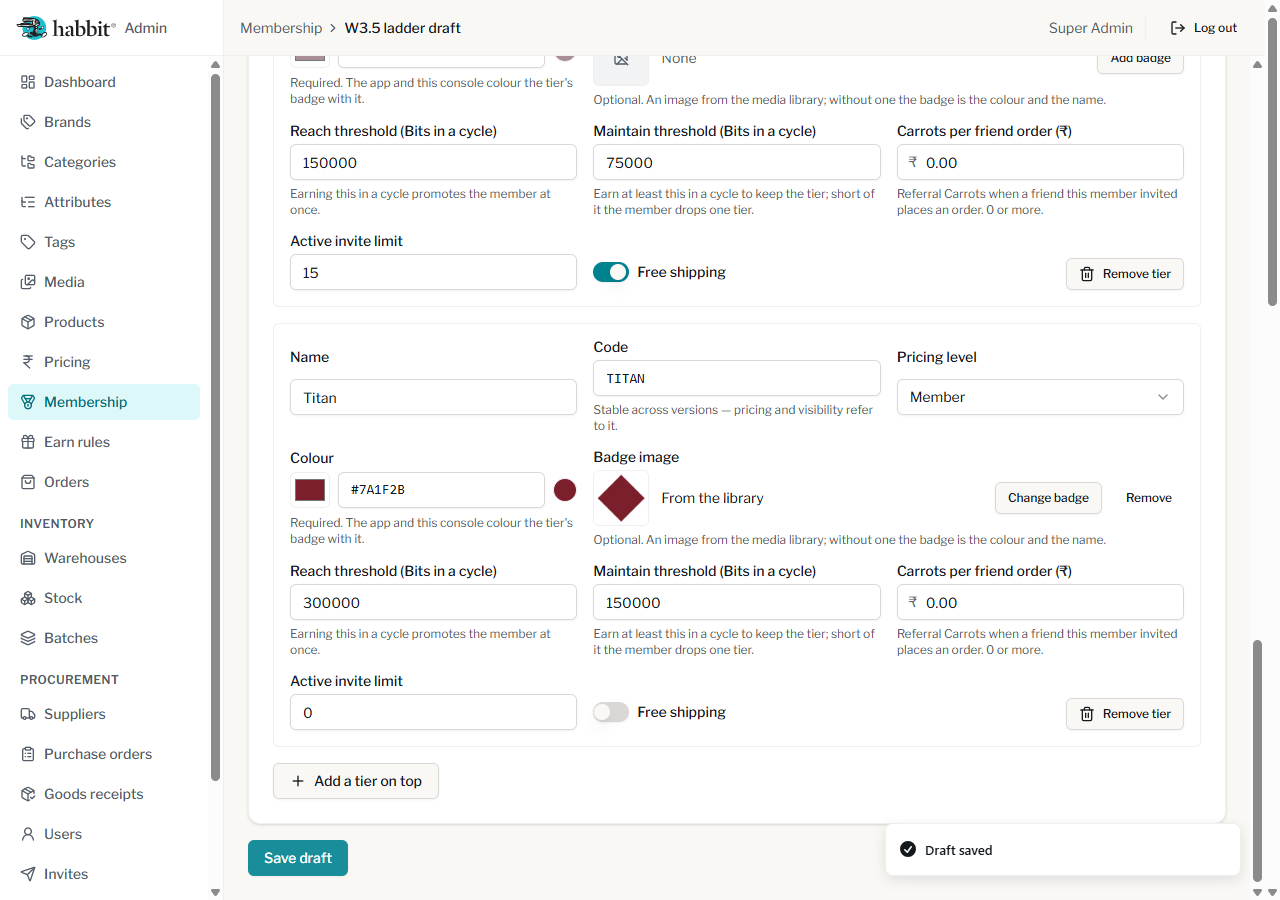 habbit® Admin
Membership > W3.5 ladder draft
Super Admin
Log out
Dashboard
Brands
Categories
Attributes
Tags
Media
Products
Pricing
Membership
Earn rules
Orders
INVENTORY
Warehouses
Stock
Batches
PROCUREMENT
Suppliers
Purchase orders
Goods receipts
Users
Invites
None
Add badge
Required. The app and this console colour the tier's
badge with it.
Optional. An image from the media library; without one the badge is the colour and the name.
Reach threshold (Bits in a cycle)
Maintain threshold (Bits in a cycle)
Carrots per friend order (₹)
150000
75000
₹ 0.00
Earning this in a cycle promotes the member at
once.
Earn at least this in a cycle to keep the tier; short of
it the member drops one tier.
Referral Carrots when a friend this member invited
places an order. 0 or more.
Active invite limit
15
Free shipping
Remove tier
Name
Code
Pricing level
Titan
TITAN
Member
Stable across versions — pricing and visibility refer
to it.
Colour
Badge image
#7A1F2B
From the library
Change badge
Remove
Required. The app and this console colour the tier's
badge with it.
Optional. An image from the media library; without one the badge is the colour and the name.
Reach threshold (Bits in a cycle)
Maintain threshold (Bits in a cycle)
Carrots per friend order (₹)
300000
150000
₹ 0.00
Earning this in a cycle promotes the member at
once.
Earn at least this in a cycle to keep the tier; short of
it the member drops one tier.
Referral Carrots when a friend this member invited
places an order. 0 or more.
Active invite limit
0
Free shipping
Remove tier
+ Add a tier on top
Save draft
Draft saved